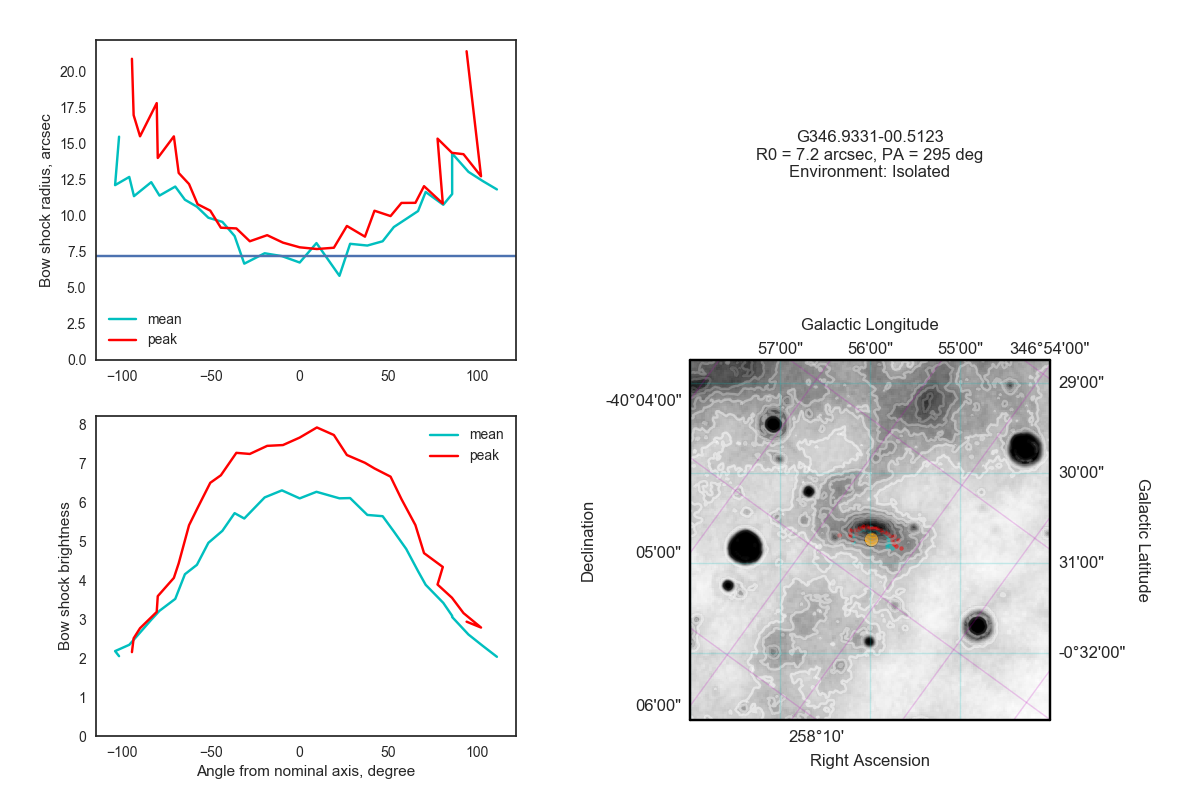 20.0
17.5
15.0
12.5
10.0
7.5
5.0
2.5
0.0
Bow shock radius, arcsec
mean
peak
−100
−50
0
50
100
8
7
6
5
4
3
2
1
0
Bow shock brightness
mean
peak
−100
−50
0
50
100
Angle from nominal axis, degree
G346.9331-00.5123
R0 = 7.2 arcsec, PA = 295 deg
Environment: Isolated
Galactic Longitude
57'00" 56'00" 55'00" 346°54'00"
-40°04'00"
05'00"
06'00"
Declination
29'00"
30'00"
31'00"
-0°32'00"
Galactic Latitude
258°10'
Right Ascension